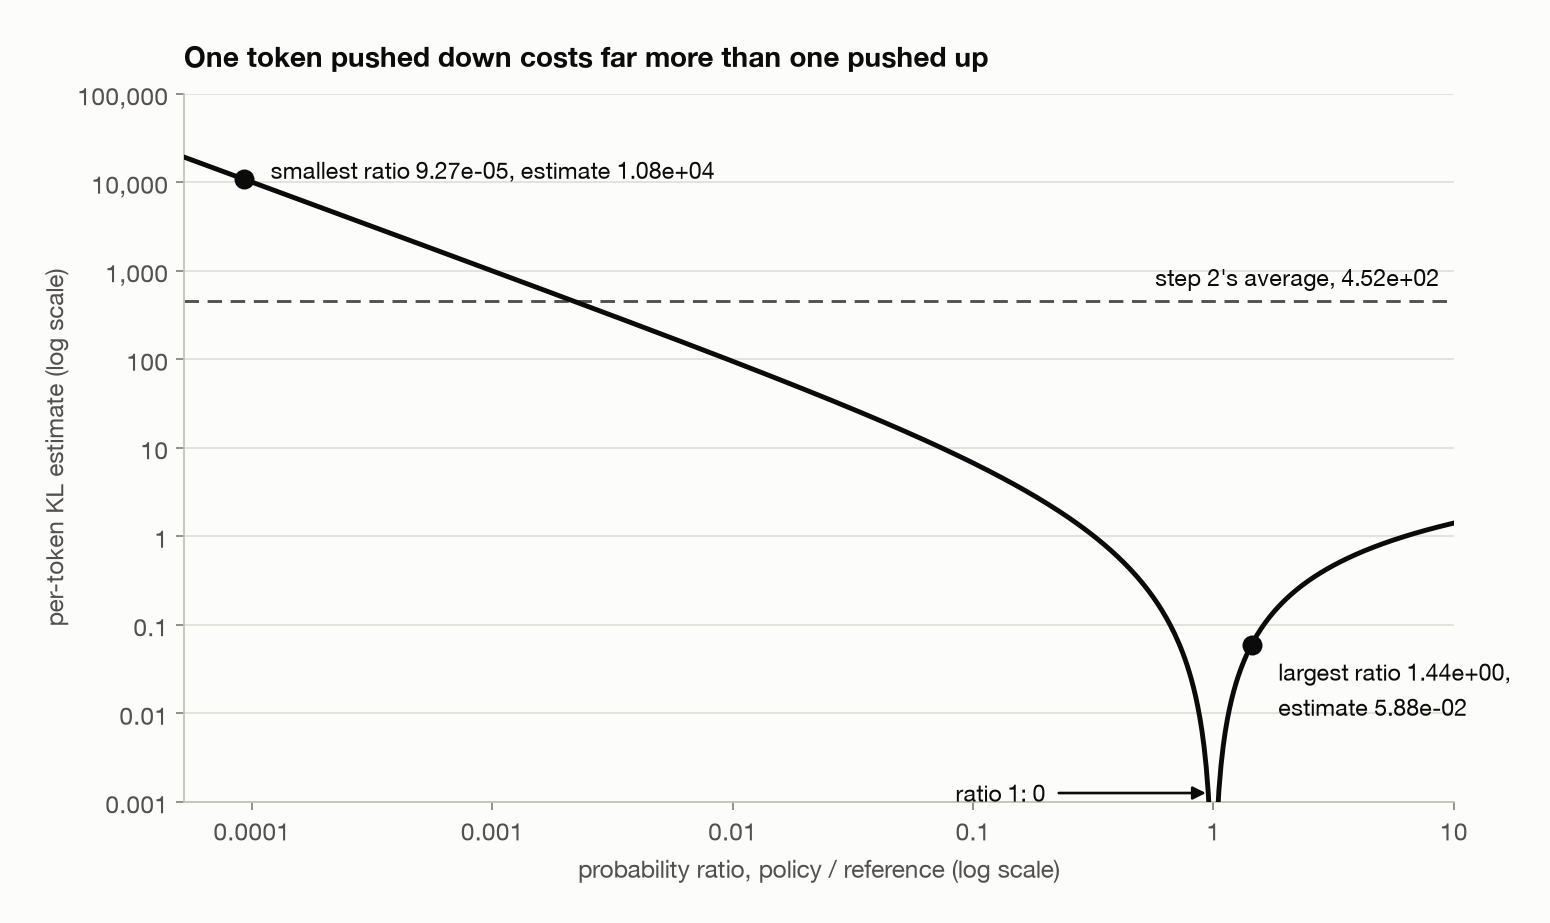 One token pushed down costs far more than one pushed up
100,000
10,000
1,000
100
10
1
0.1
0.01
0.001
per-token KL estimate (log scale)
smallest ratio 9.27e-05, estimate 1.08e+04
step 2's average, 4.52e+02
largest ratio 1.44e+00,
estimate 5.88e-02
ratio 1: 0
0.0001
0.001
0.01
0.1
1
10
probability ratio, policy / reference (log scale)